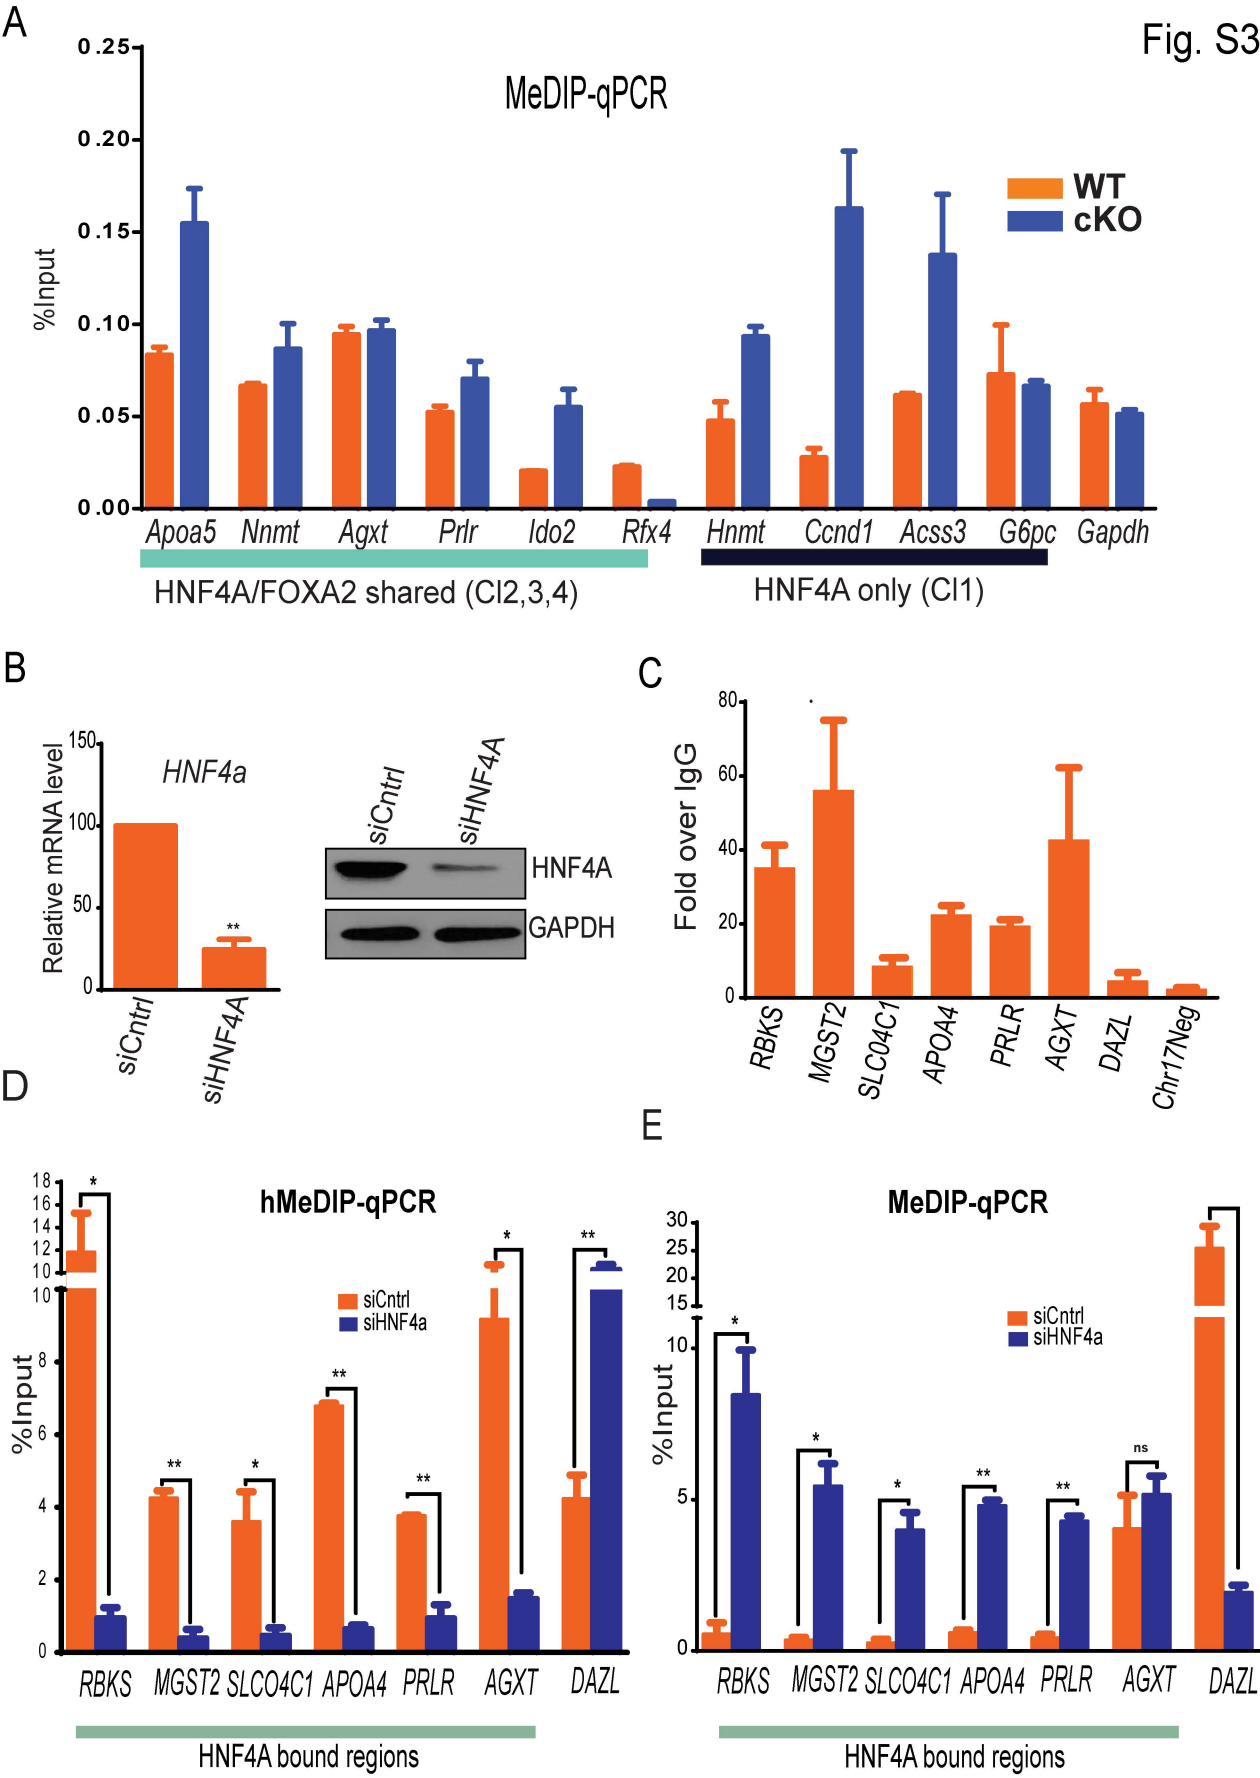 A
Fig. S3
MeDIP-qPCR
0.25
0.20
0.15
0.10
0.05
0.00
%Input
WT
cKO
Apoa5 Nnmt Agxt Prlr Ido2 Rfx4 Hnmt Ccnd1 Acss3 G6pc Gapdh
HNF4A/FOXA2 shared (Cl2,3,4)
HNF4A only (Cl1)
B
Relative mRNA level
150
100
50
0
HNF4a
**
siCntrl
siHNF4A
siCntrl
siHNF4A
HNF4A
GAPDH
C
Fold over IgG
80
60
40
20
0
RBKS
MGST2
SLC04C1
APOA4
PRLR
AGXT
DAZL
Chr17Neg
D
hMeDIP-qPCR
%Input
18
16
14
12
10
10
8
6
4
2
0
* ** * ** ** * **
siCntrl
siHNF4a
RBKS MGST2 SLCO4C1 APOA4 PRLR AGXT DAZL
HNF4A bound regions
E
MeDIP-qPCR
%Input
30
25
20
15
10
5
0
* * * ** ** ns
siCntrl
siHNF4a
RBKS MGST2 SLCO4C1 APOA4 PRLR AGXT DAZL
HNF4A bound regions